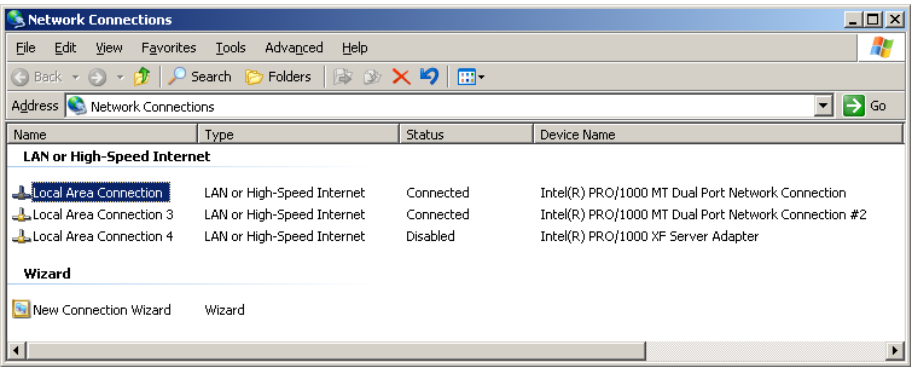 Network Connections
File Edit View Favorites Tools Advanced Help
Back Search Folders
Address Network Connections Go
Name Type Status Device Name
LAN or High-Speed Internet
Local Area Connection LAN or High-Speed Internet Connected Intel(R) PRO/1000 MT Dual Port Network Connection
Local Area Connection 3 LAN or High-Speed Internet Connected Intel(R) PRO/1000 MT Dual Port Network Connection #2
Local Area Connection 4 LAN or High-Speed Internet Disabled Intel(R) PRO/1000 XF Server Adapter
Wizard
New Connection Wizard Wizard